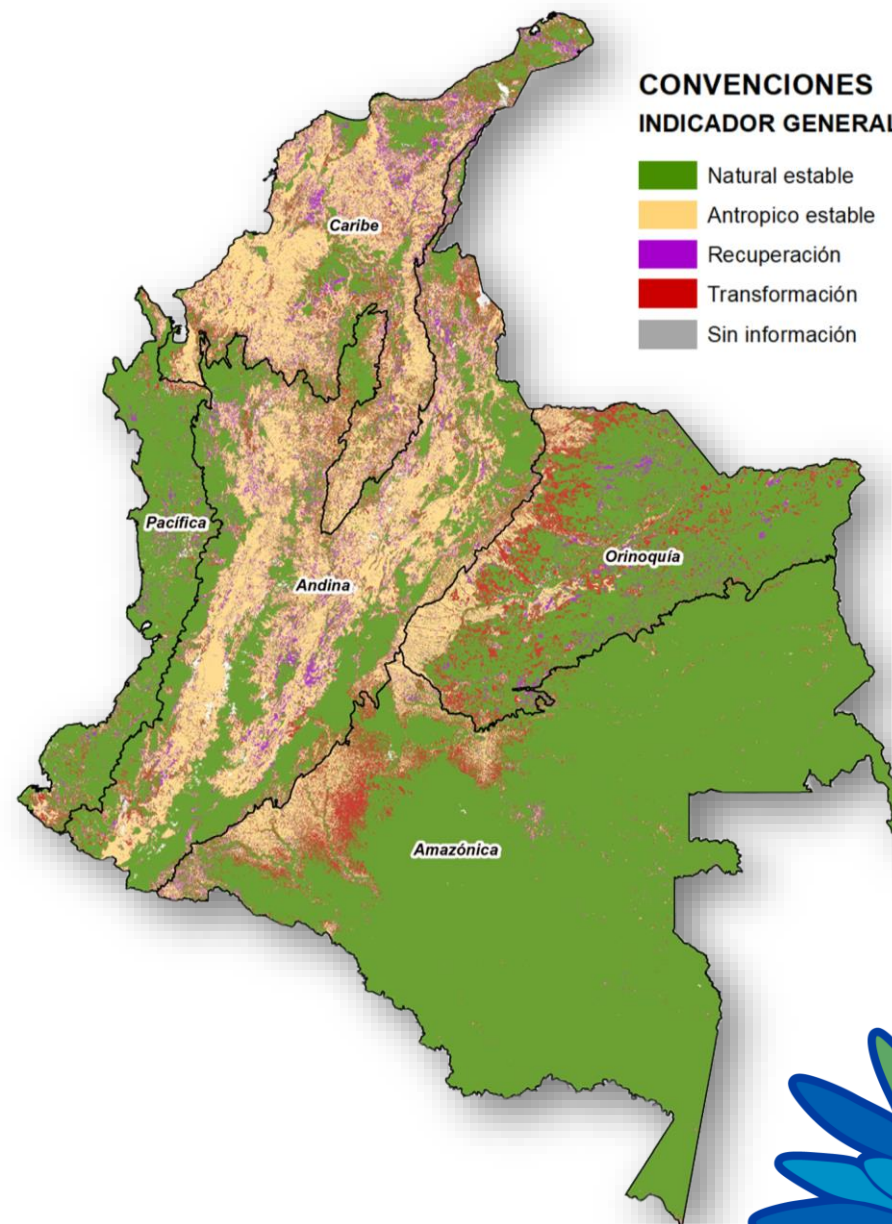 CONVENCIONES
INDICADOR GENERAL
Natural estable
Antropico estable
Recuperación
Transformación
Sin información
Caribe
Pacífica
Andina
Orinoquía
Amazónica